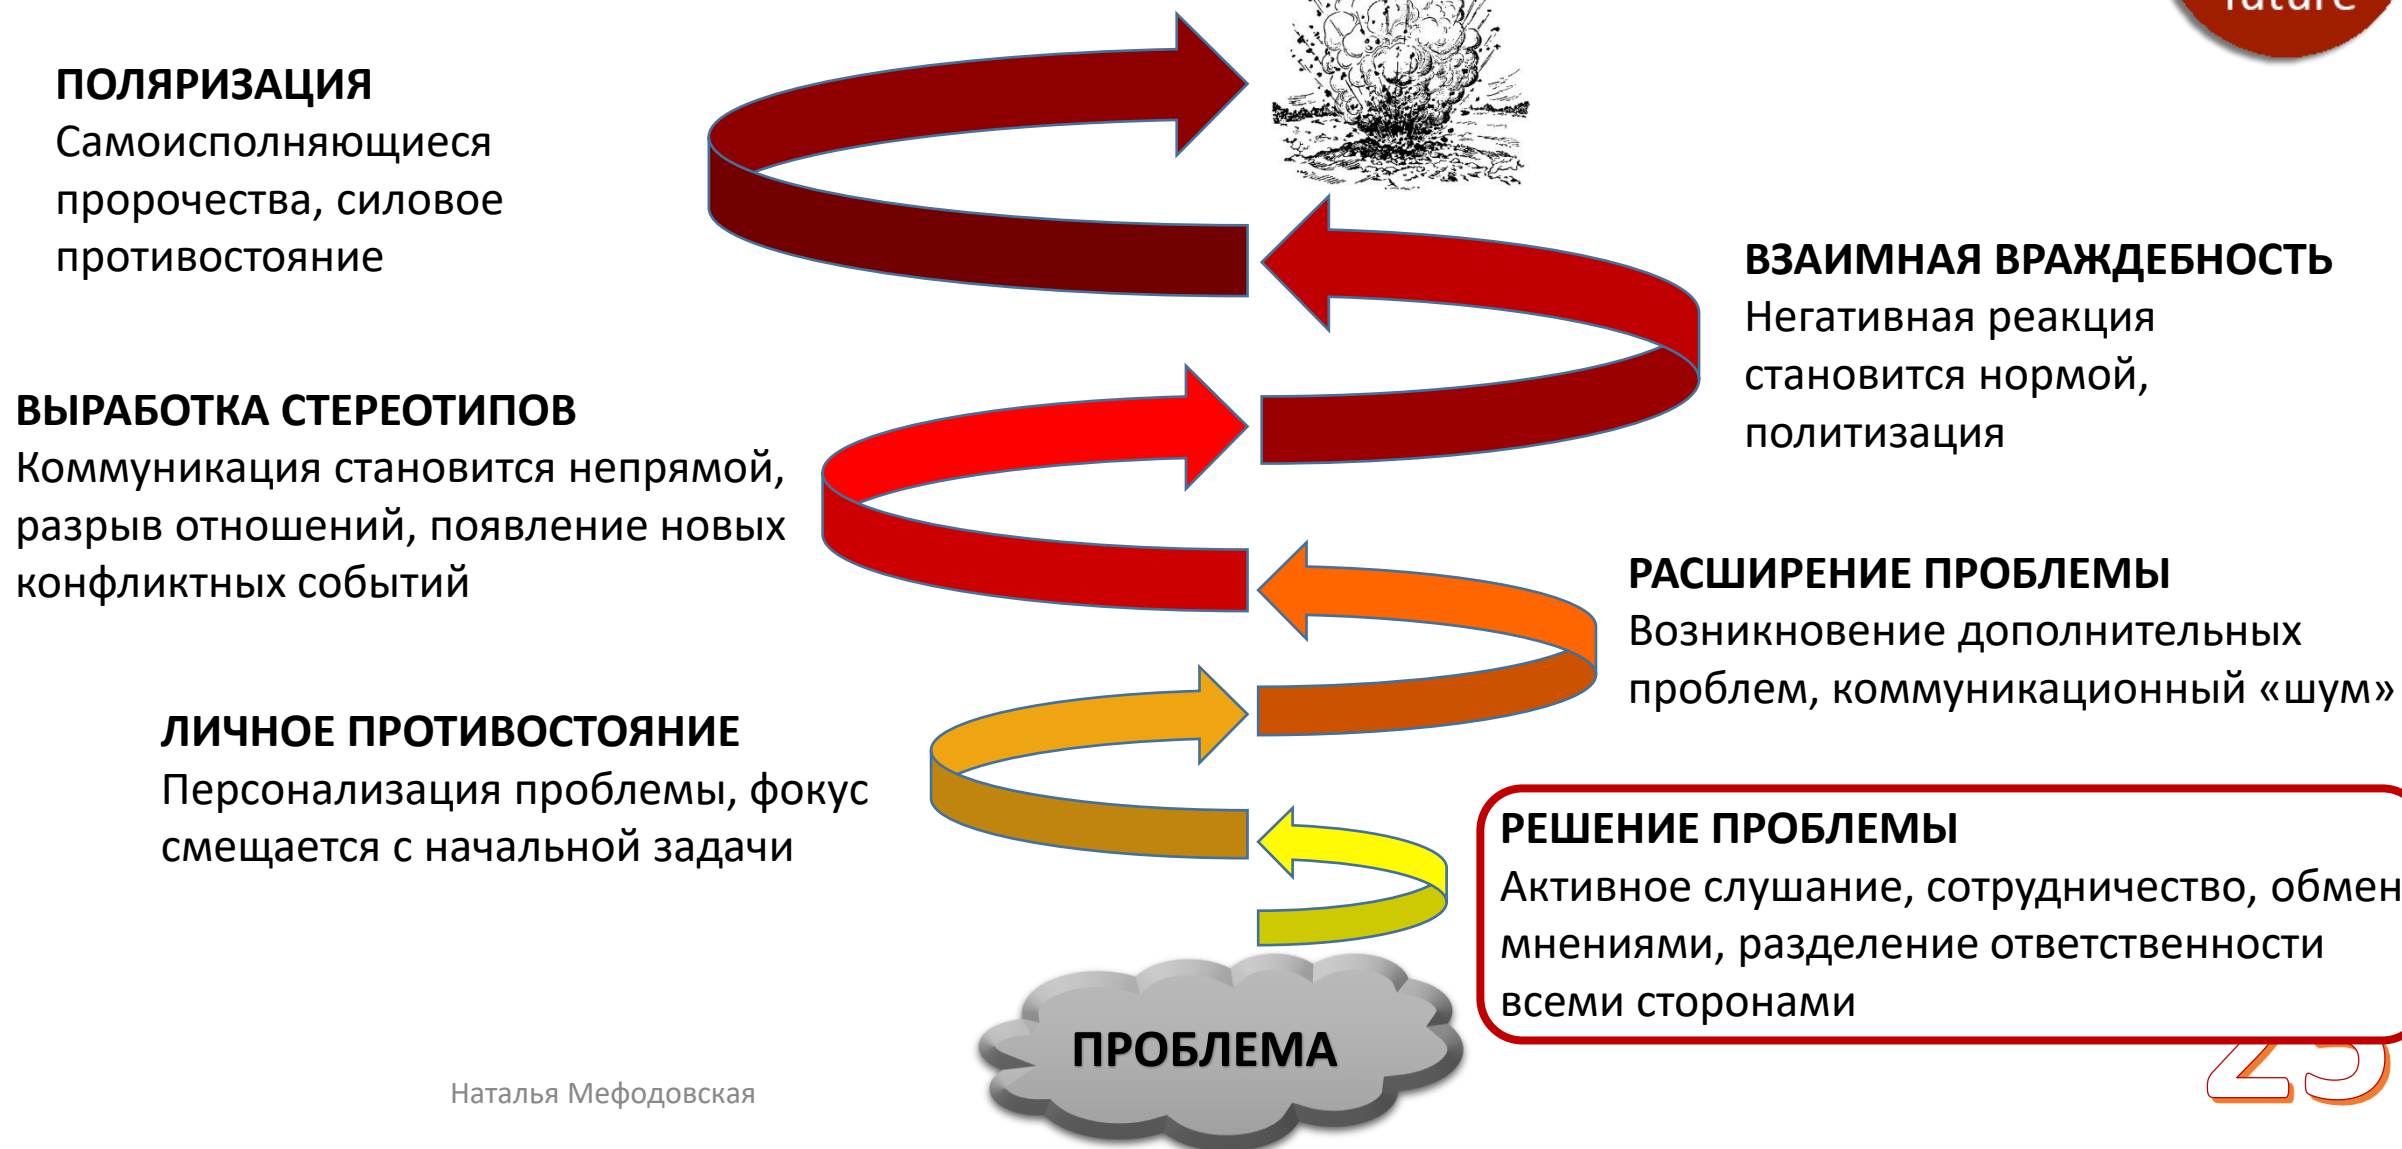 future
ПОЛЯРИЗАЦИЯ
Самоисполняющиеся
пророчества, силовое
противостояние
ВЗАИМНАЯ ВРАЖДЕБНОСТЬ
Негативная реакция
становится нормой,
политизация
ВЫРАБОТКА СТЕРЕОТИПОВ
Коммуникация становится непрямой,
разрыв отношений, появление новых
конфликтных событий
РАСШИРЕНИЕ ПРОБЛЕМЫ
Возникновение дополнительных
проблем, коммуникационный «шум»
ЛИЧНОЕ ПРОТИВОСТОЯНИЕ
Персонализация проблемы, фокус
смещается с начальной задачи
РЕШЕНИЕ ПРОБЛЕМЫ
Активное слушание, сотрудничество, обмен
мнениями, разделение ответственности
всеми сторонами
ПРОБЛЕМА
Наталья Мефодовская